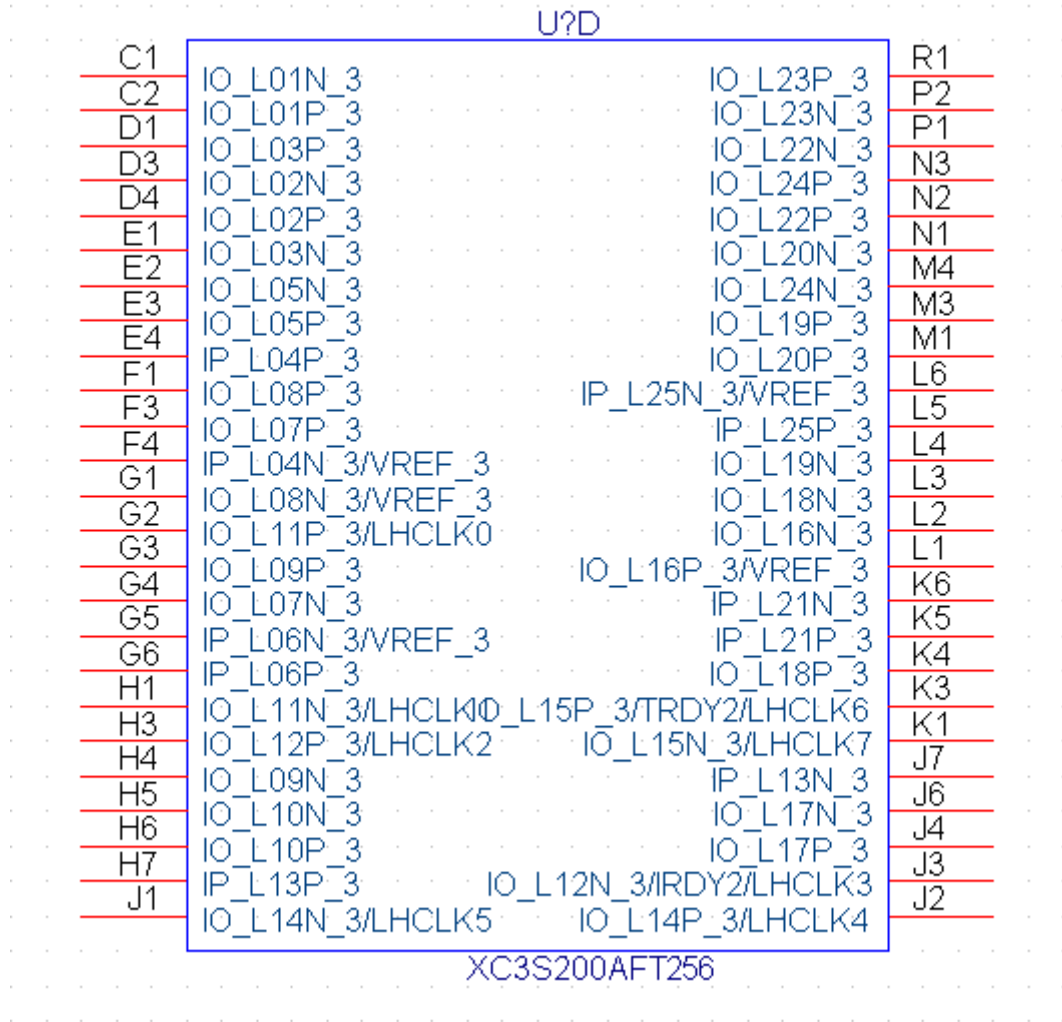 U?D
C1 IO_L01N_3 IO_L23P_3 R1
C2 IO_L01P_3 IO_L23N_3 P2
D1 IO_L03P_3 IO_L22N_3 P1
D3 IO_L02N_3 IO_L24P_3 N3
D4 IO_L02P_3 IO_L22P_3 N2
E1 IO_L03N_3 IO_L20N_3 N1
E2 IO_L05N_3 IO_L24N_3 M4
E3 IO_L05P_3 IO_L19P_3 M3
E4 IP_L04P_3 IO_L20P_3 M1
F1 IO_L08P_3 IP_L25N_3/VREF_3 L6
F3 IO_L07P_3 IP_L25P_3 L5
F4 IP_L04N_3/VREF_3 IO_L19N_3 L4
G1 IO_L08N_3/VREF_3 IO_L18N_3 L3
G2 IO_L11P_3/LHCLK0 IO_L16N_3 L2
G3 IO_L09P_3 IO_L16P_3/VREF_3 L1
G4 IO_L07N_3 IP_L21N_3 K6
G5 IP_L06N_3/VREF_3 IP_L21P_3 K5
G6 IP_L06P_3 IO_L18P_3 K4
H1 IO_L11N_3/LHCLK1 IO_L15P_3/TRDY2/LHCLK6 K3
H3 IO_L12P_3/LHCLK2 IO_L15N_3/LHCLK7 K1
H4 IO_L09N_3 IP_L13N_3 J7
H5 IO_L10N_3 IO_L17N_3 J6
H6 IO_L10P_3 IO_L17P_3 J4
H7 IP_L13P_3 IO_L12N_3/IRDY2/LHCLK3 J3
J1 IO_L14N_3/LHCLK5 IO_L14P_3/LHCLK4 J2
XC3S200AFT256